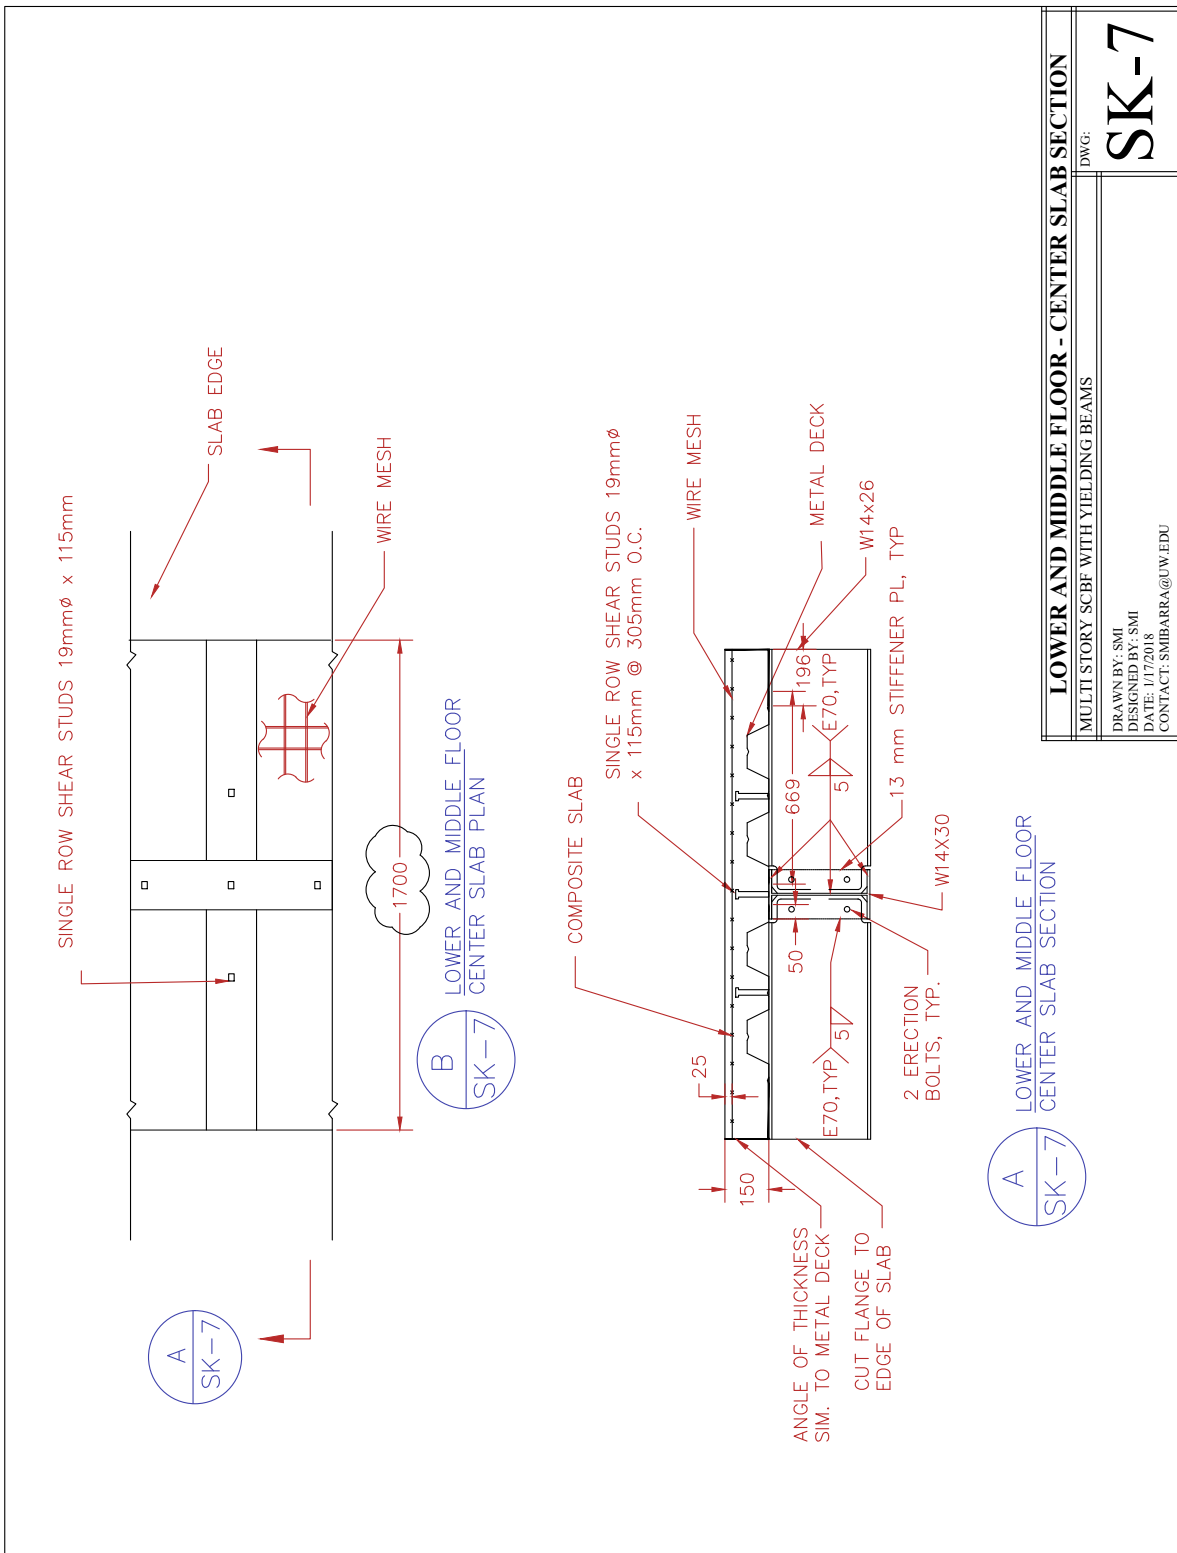 SINGLE ROW SHEAR STUDS 19mmø x 115mm
SLAB EDGE
WIRE MESH
1700
A
SK-7
B
SK-7
LOWER AND MIDDLE FLOOR
CENTER SLAB PLAN
COMPOSITE SLAB
SINGLE ROW SHEAR STUDS 19mmø
x 115mm @ 305mm O.C.
WIRE MESH
METAL DECK
W14x26
25
150
196
669
50
E70,TYP
5
E70,TYP
5
13 mm STIFFENER PL, TYP
W14X30
2 ERECTION
BOLTS, TYP.
ANGLE OF THICKNESS
SIM. TO METAL DECK
CUT FLANGE TO
EDGE OF SLAB
A
SK-7
LOWER AND MIDDLE FLOOR
CENTER SLAB SECTION
LOWER AND MIDDLE FLOOR - CENTER SLAB SECTION
MULTI STORY SCBF WITH YIELDING BEAMS
DRAWN BY: SMI
DESIGNED BY: SMI
DATE: 1/17/2018
CONTACT: SMIBARRA@UW.EDU
DWG:
SK-7